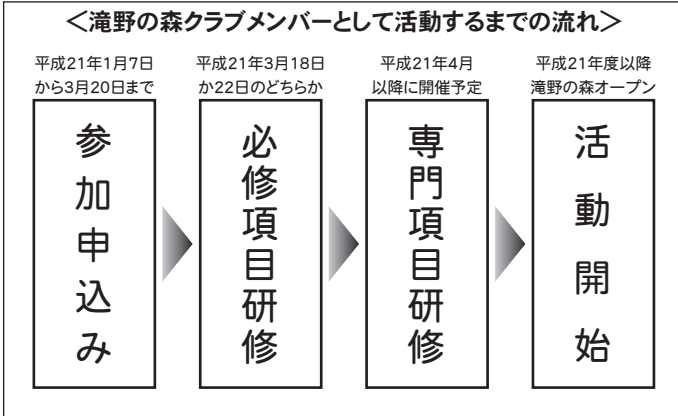 ＜滝野の森クラブメンバーとして活動するまでの流れ＞
平成21年1月7日
から3月20日まで
参加申込み
平成21年3月18日
か22日のどちらか
必修項目研修
平成21年4月
以降に開催予定
専門項目研修
平成21年度以降
滝野の森オープン
活動開始